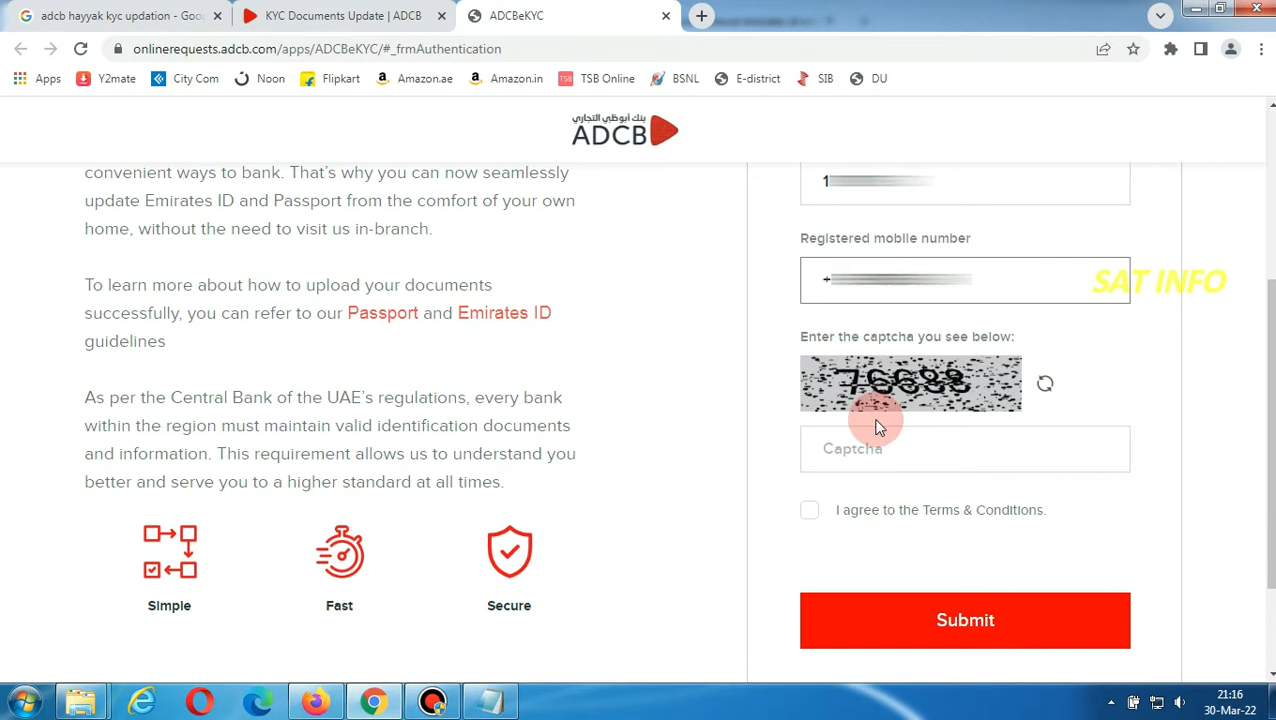 adcb hayyak kyc updation - Goo
KYC Documents Update | ADCB
ADCBeKYC
onlinerequests.adcb.com/apps/ADCBeKYC/#_frmAuthentication
Apps
Y2mate
City Com
Noon
Flipkart
Amazon.ae
Amazon.in
TSB Online
BSNL
E-district
SIB
DU
بنك أبوظبي التجاري
ADCB
convenient ways to bank. That's why you can now seamlessly
update Emirates ID and Passport from the comfort of your own
home, without the need to visit us in-branch.
To learn more about how to upload your documents
successfully, you can refer to our Passport and Emirates ID
guidelines
As per the Central Bank of the UAE's regulations, every bank
within the region must maintain valid identification documents
and information. This requirement allows us to understand you
better and serve you to a higher standard at all times.
Simple
Fast
Secure
1
Registered mobile number
+
SAT INFO
Enter the captcha you see below:
76688
Captcha
I agree to the Terms & Conditions.
Submit
21:16
30-Mar-22